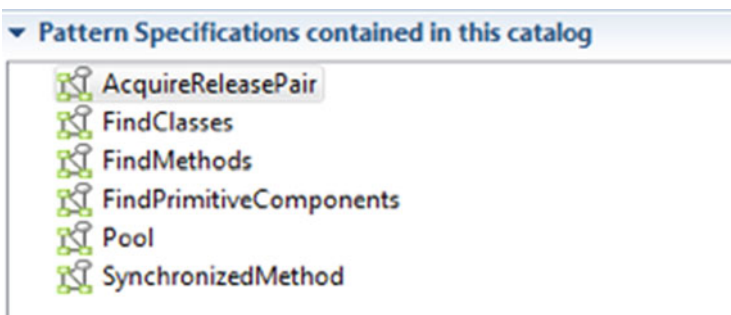 Pattern Specifications contained in this catalog
AcquireReleasePair
FindClasses
FindMethods
FindPrimitiveComponents
Pool
SynchronizedMethod